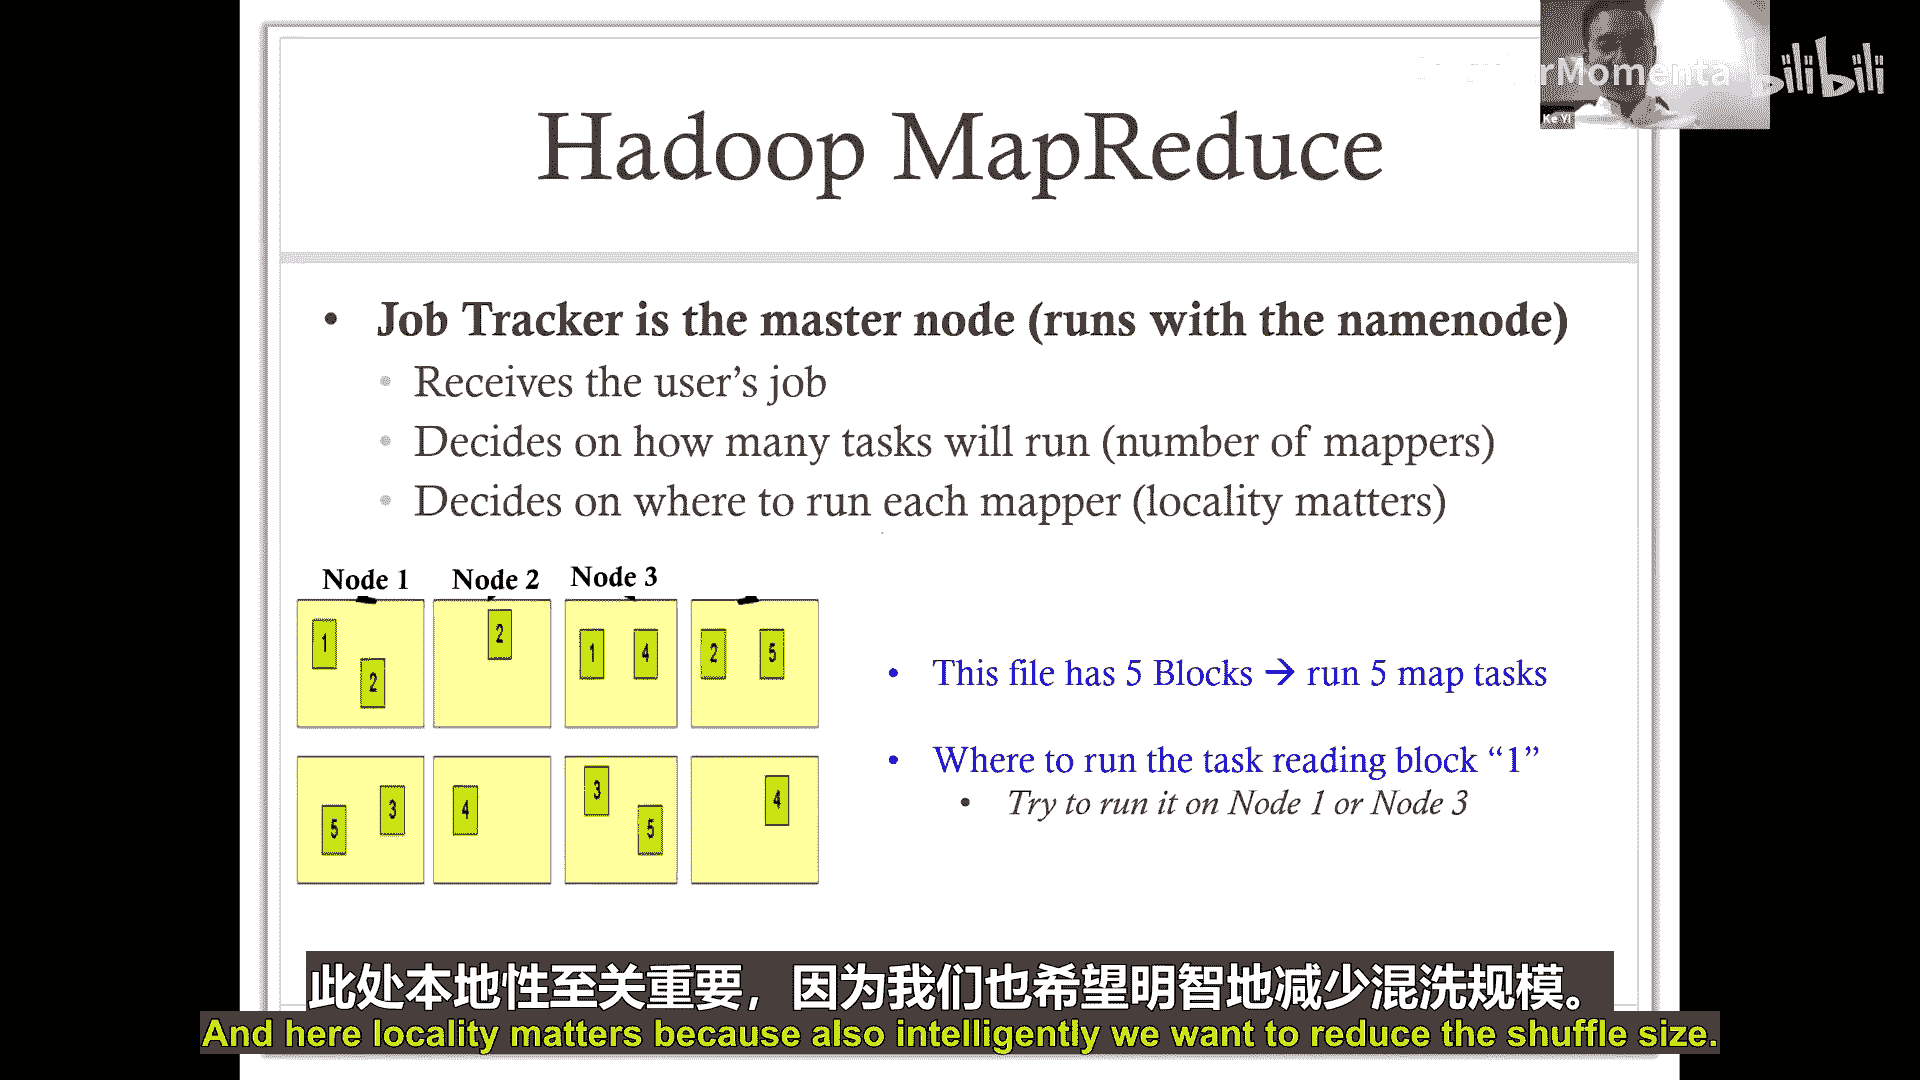 rMomenta
bilibili
Ke Yi
Hadoop MapReduce
• Job Tracker is the master node (runs with the namenode)
• Receives the user’s job
• Decides on how many tasks will run (number of mappers)
• Decides on where to run each mapper (locality matters)
Node 1 Node 2 Node 3
1 2 2 1 4 2 5
5 3 4 3 5 4
• This file has 5 Blocks → run 5 map tasks
• Where to run the task reading block “1”
• Try to run it on Node 1 or Node 3
此处本地性至关重要，因为我们也希望明智地减少混洗规模。
And here locality matters because also intelligently we want to reduce the shuffle size.